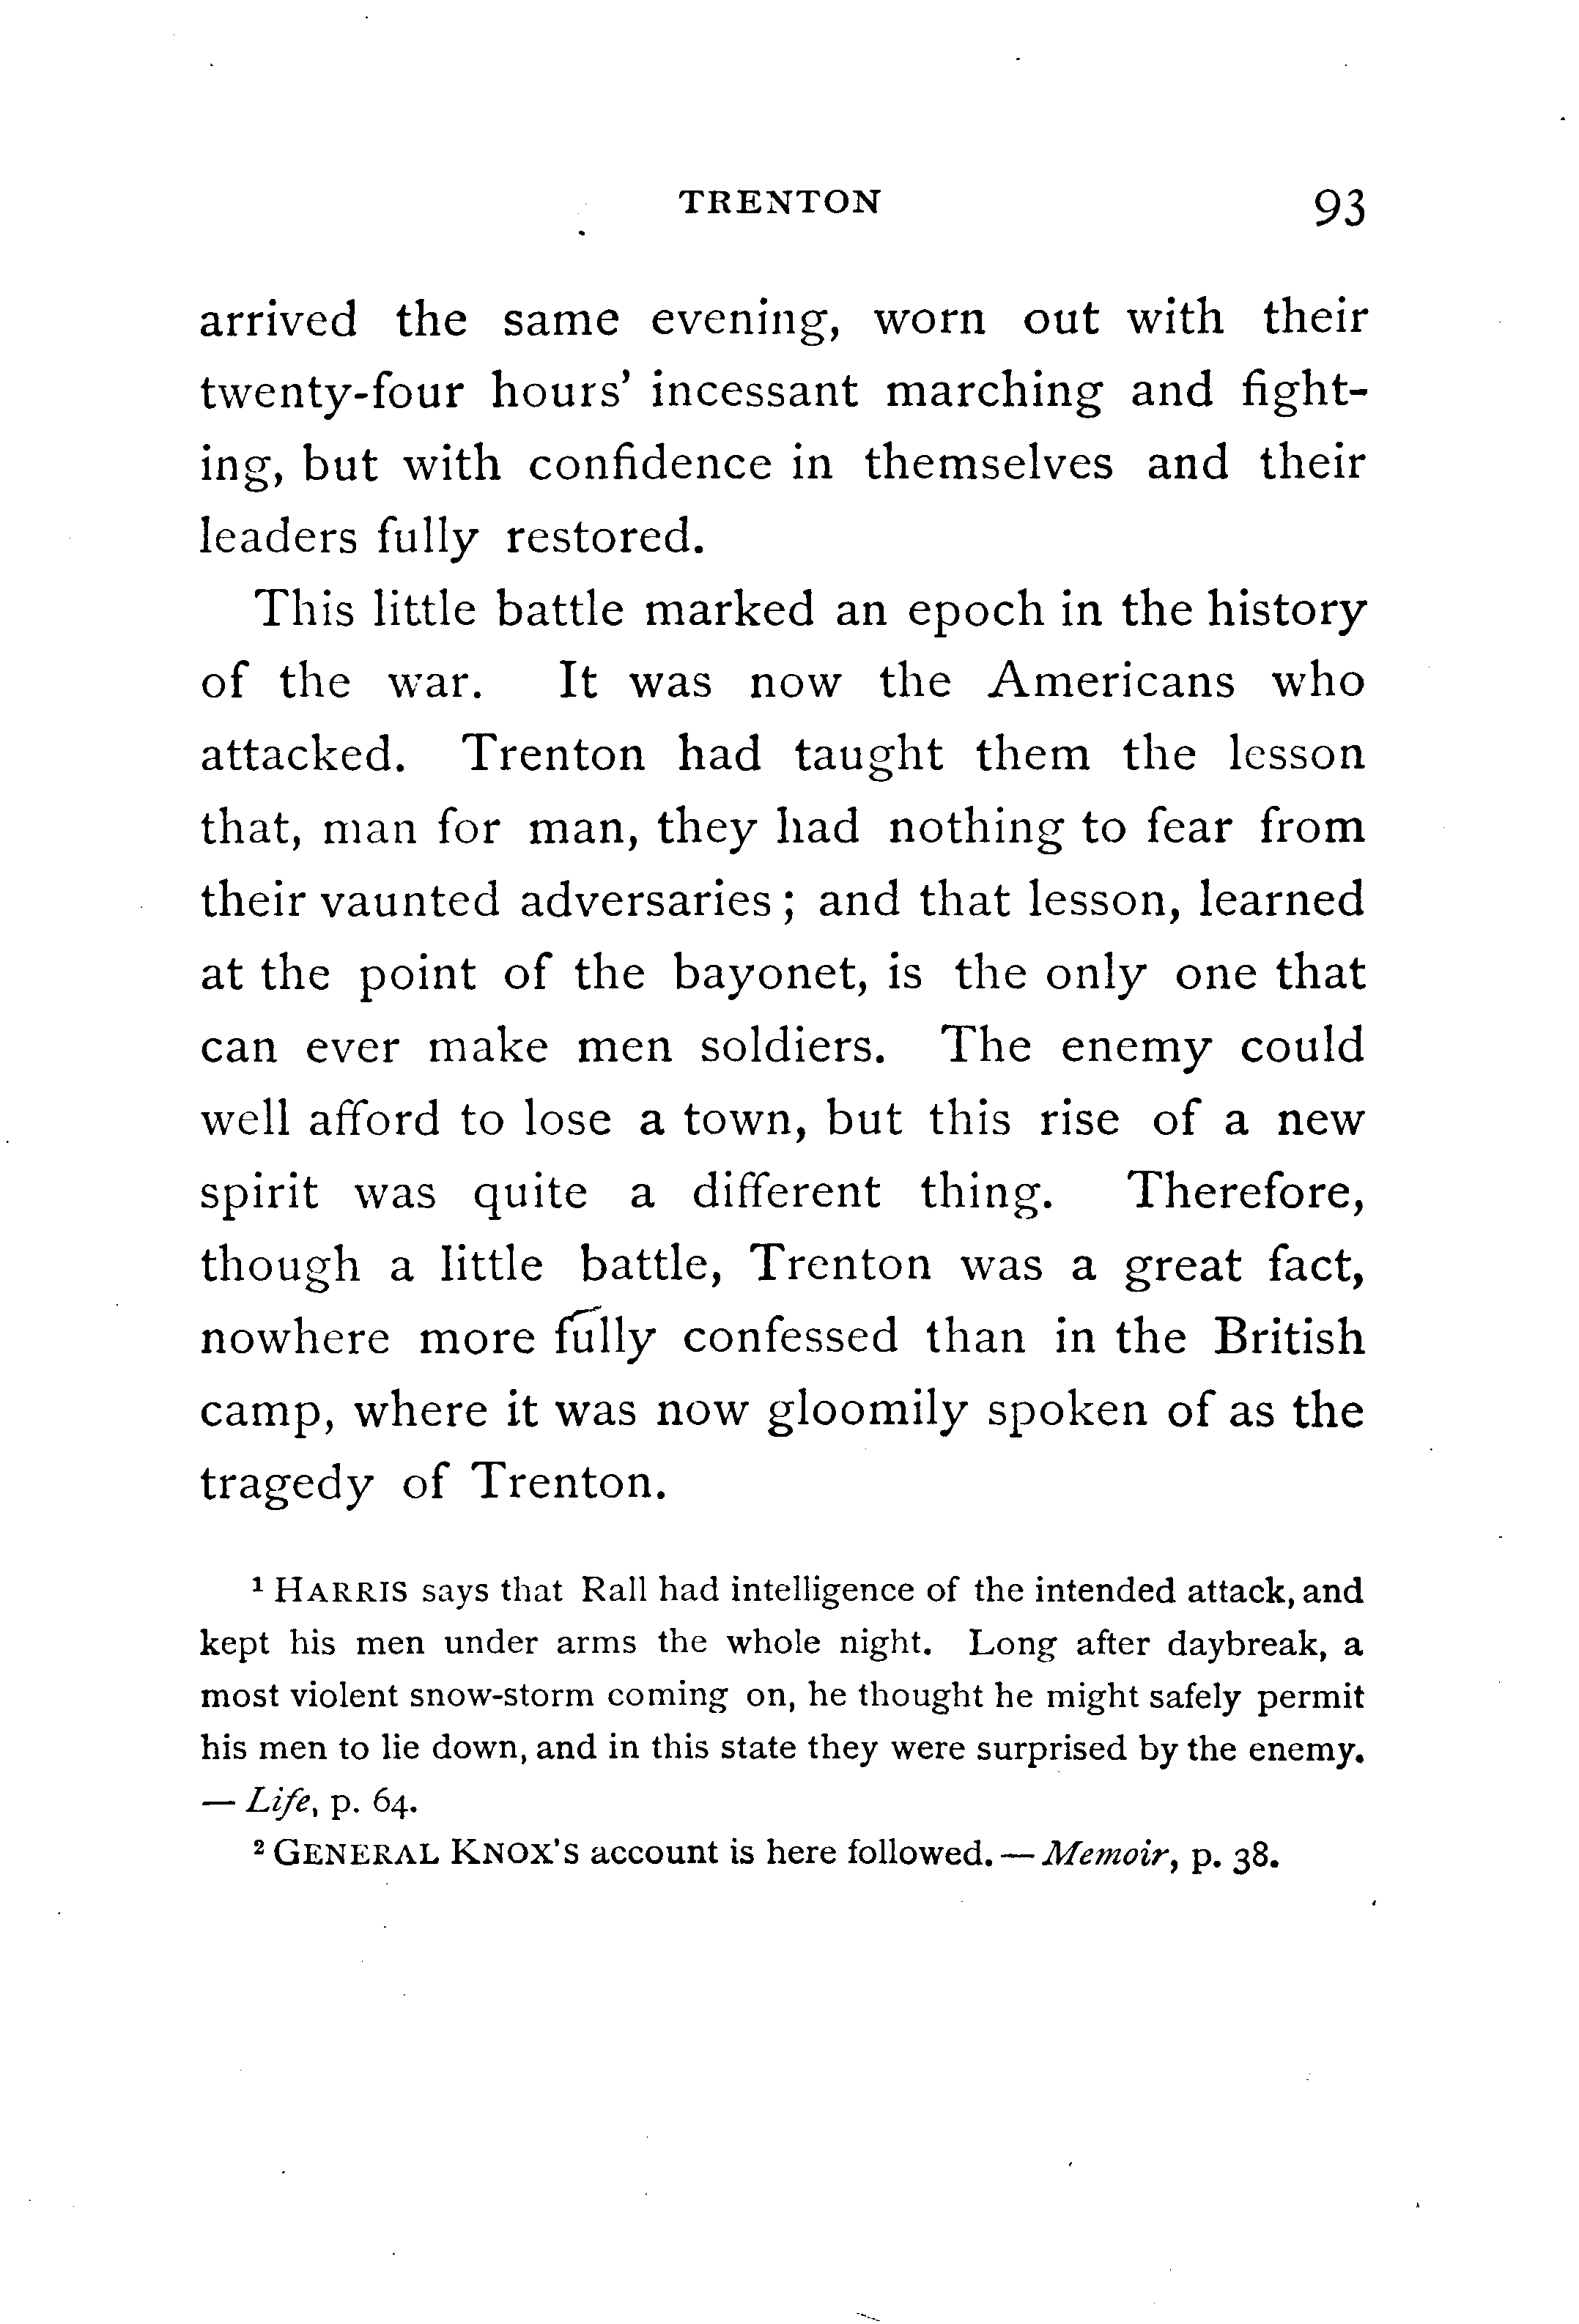 TRENTON 93
arrived the same evening, worn out with their
twenty-four hours' incessant marching and fight-
ing, but with confidence in themselves and their
leaders fully restored.
This little battle marked an epoch in the history
of the war. It was now the Americans who
attacked. Trenton had taught them the lesson
that, man for man, they had nothing to fear from
their vaunted adversaries; and that lesson, learned
at the point of the bayonet, is the only one that
can ever make men soldiers. The enemy could
well afford to lose a town, but this rise of a new
spirit was quite a different thing. Therefore,
though a little battle, Trenton was a great fact,
nowhere more fully confessed than in the British
camp, where it was now gloomily spoken of as the
tragedy of Trenton.
¹ HARRIS says that Rall had intelligence of the intended attack, and
kept his men under arms the whole night. Long after daybreak, a
most violent snow-storm coming on, he thought he might safely permit
his men to lie down, and in this state they were surprised by the enemy.
— Life, p. 64.
² GENERAL KNOX'S account is here followed. — Memoir, p. 38.